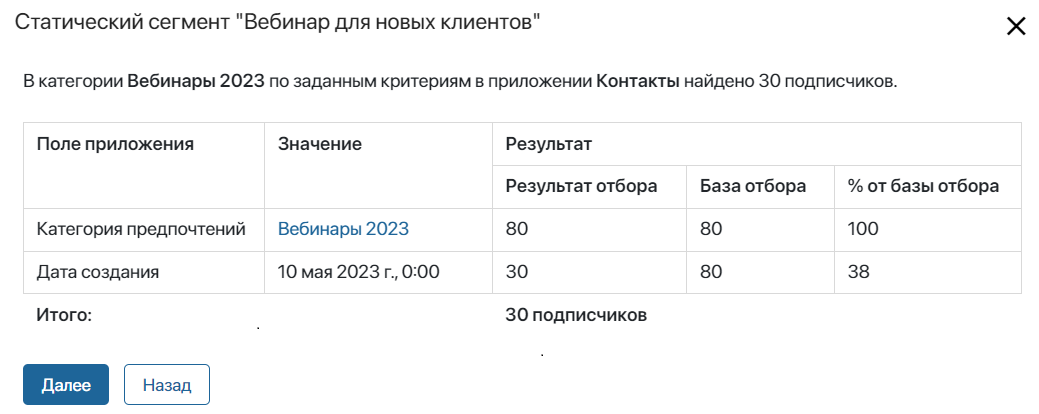 Статический сегмент "Вебинар для новых клиентов"
В категории Вебинары 2023 по заданным критериям в приложении Контакты найдено 30 подписчиков.
Поле приложения Значение Результат
Результат отбора База отбора % от базы отбора
Категория предпочтений Вебинары 2023 80 80 100
Дата создания 10 мая 2023 г., 0:00 30 80 38
Итого: 30 подписчиков
Далее Назад